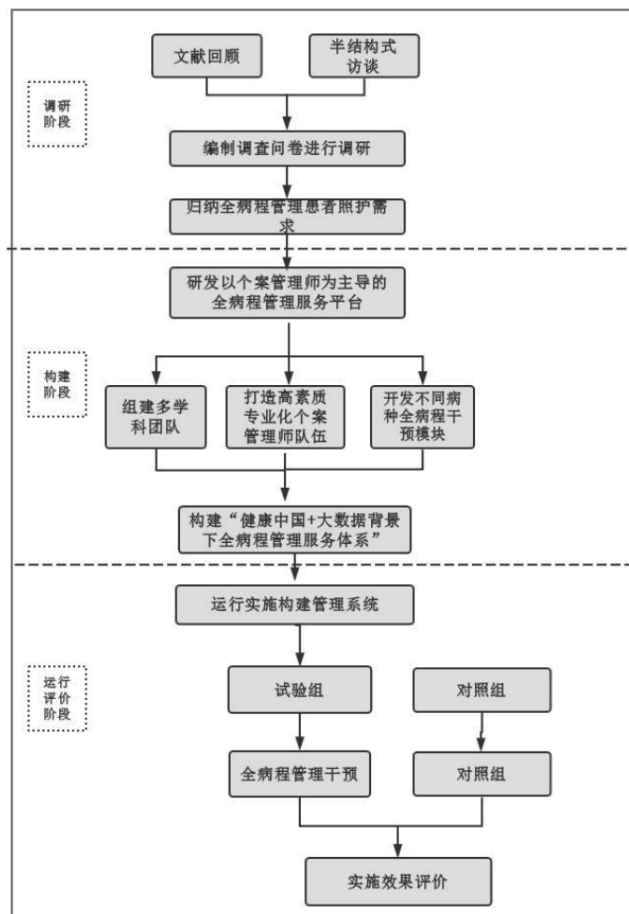 文献回顾
半结构式
访谈
调研
阶段
编制调查问卷进行调研
归纳全病程管理患者照护需
求
研发以个案管理师为主导的
全病程管理服务平台
构建
阶段
组建多学
科团队
打造高素质
专业化个案
管理师队伍
开发不同病
种全病程干
预模块
构建“健康中国+大数据背景
下全病程管理服务体系”
运行实施构建管理系统
运行
评价
阶段
试验组
对照组
全病程管理干预
对照组
实施效果评价